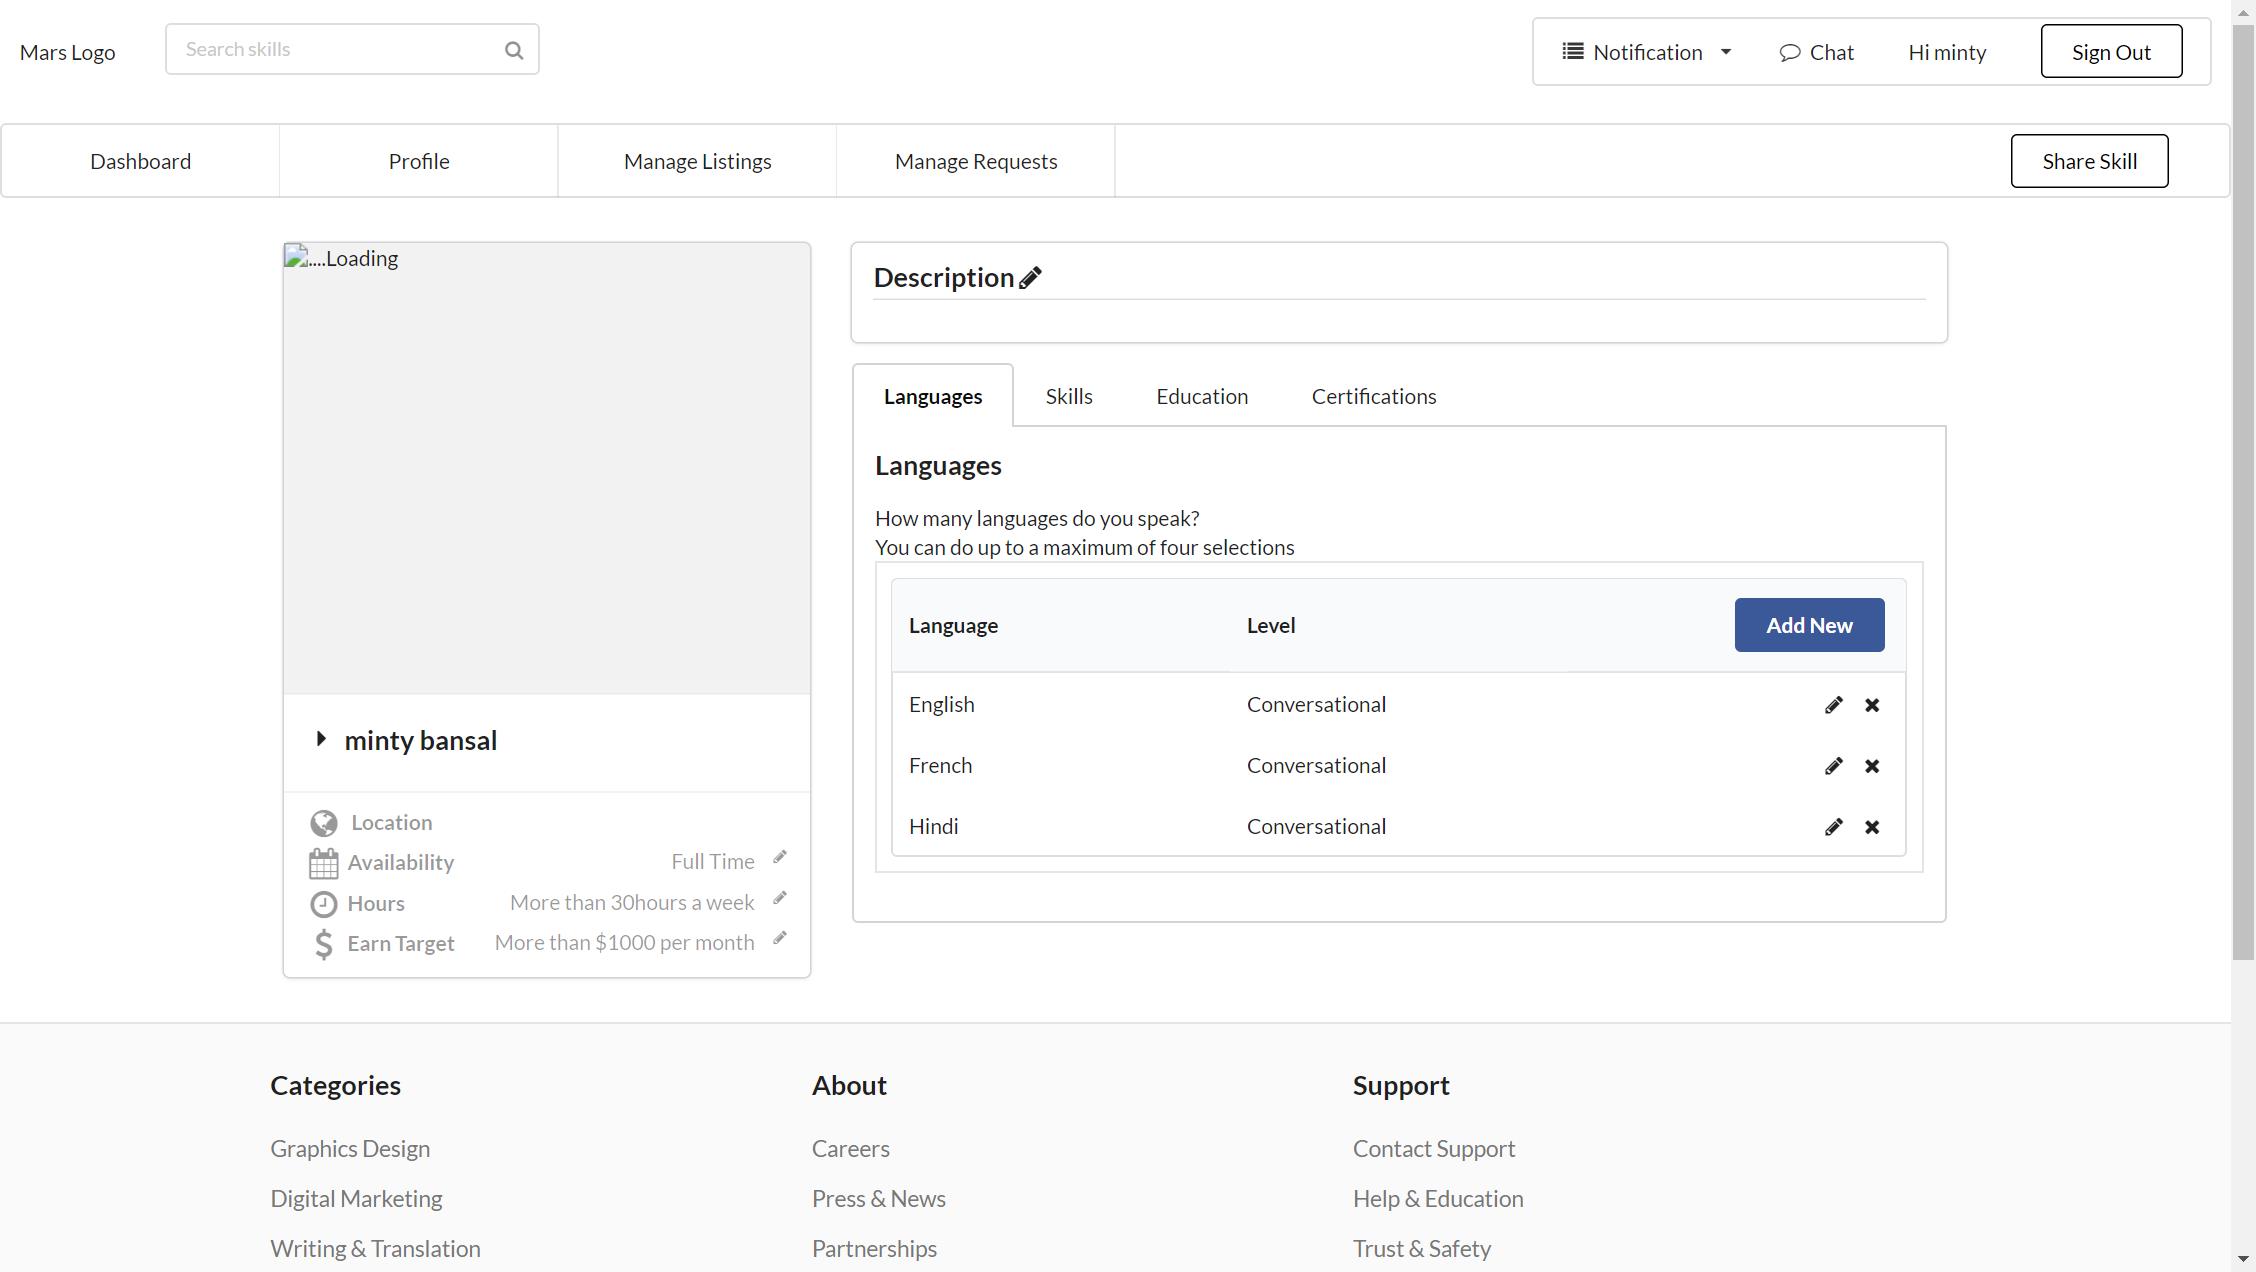 Mars Logo
Search skills
Notification
Chat
Hi minty
Sign Out
Dashboard
Profile
Manage Listings
Manage Requests
Share Skill
....Loading
minty bansal
Location
Availability Full Time
Hours More than 30hours a week
Earn Target More than $1000 per month
Description
Languages
Skills
Education
Certifications
Languages
How many languages do you speak?
You can do up to a maximum of four selections
Language Level Add New
English Conversational
French Conversational
Hindi Conversational
Categories
Graphics Design
Digital Marketing
Writing & Translation
About
Careers
Press & News
Partnerships
Support
Contact Support
Help & Education
Trust & Safety